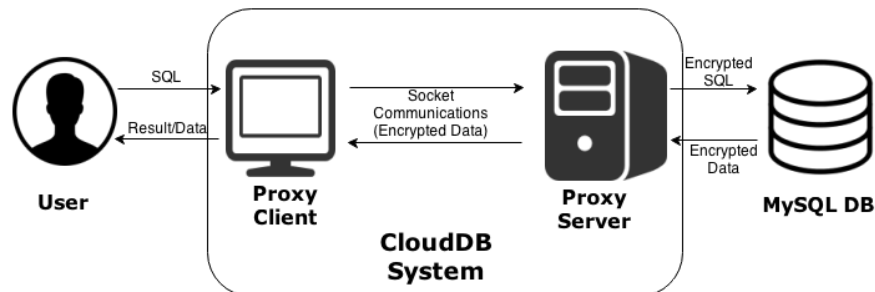 SQL
Result/Data
User
Proxy
Client
Socket
Communications
(Encrypted Data)
Proxy
Server
Encrypted
SQL
Encrypted
Data
MySQL DB
CloudDB
System